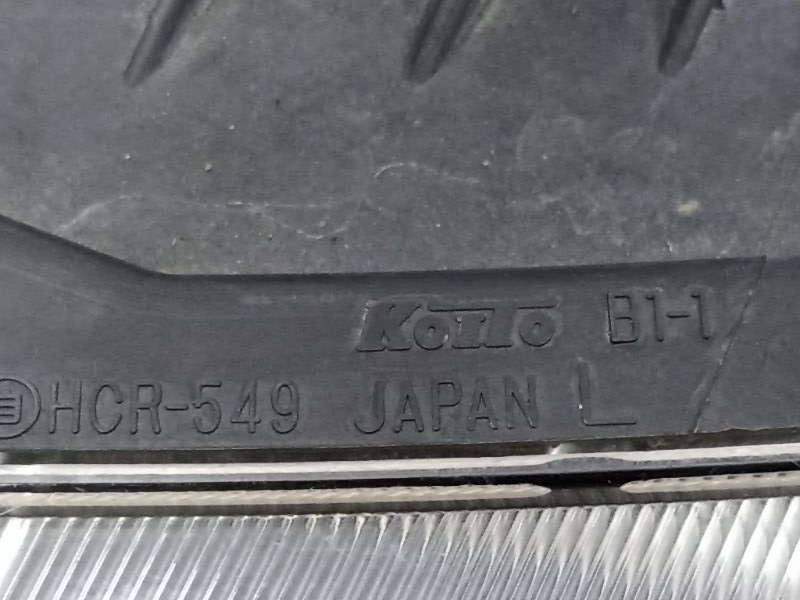 KOITO B1-1
HCR-549 JAPAN L